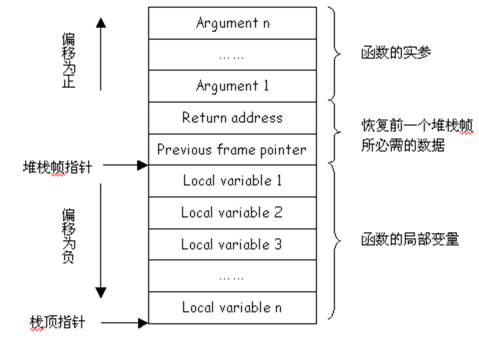 偏移为正
Argument n
……
Argument 1
函数的实参
Return address
Previous frame pointer
恢复前一个堆栈帧
所必需的数据
堆栈帧指针
Local variable 1
Local variable 2
Local variable 3
……
Local variable n
偏移为负
函数的局部变量
栈顶指针